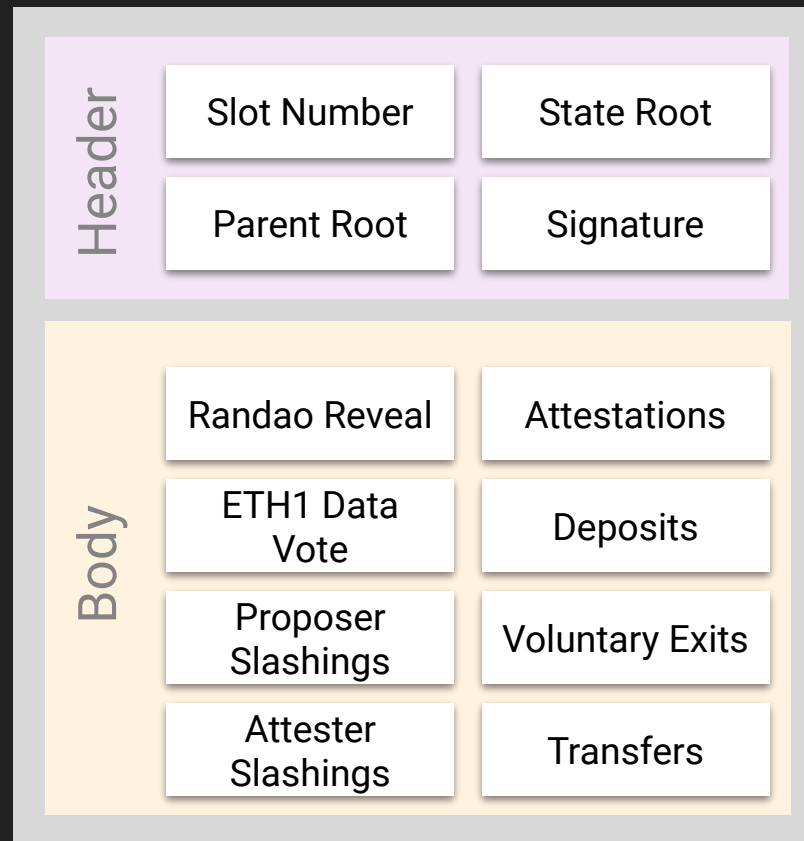 Header
Slot Number
State Root
Parent Root
Signature
Body
Randao Reveal
Attestations
ETH1 Data
Vote
Deposits
Proposer
Slashings
Voluntary Exits
Attester
Slashings
Transfers